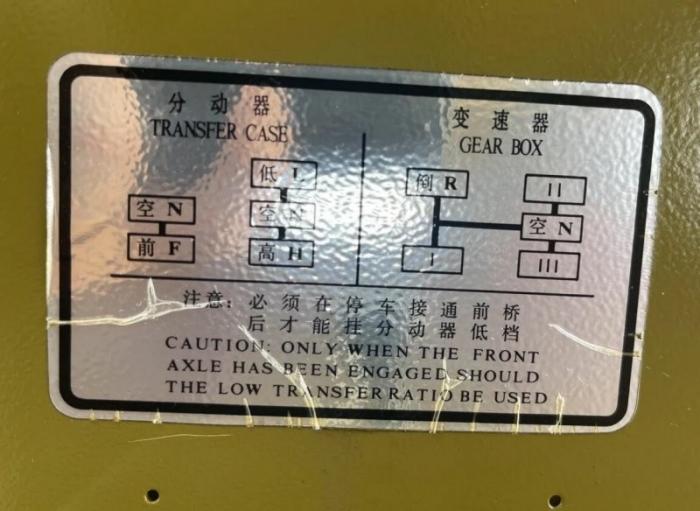 分动器
TRANSFER CASE
空 N
前 F
低 L
空 N
高 H
变速器
GEAR BOX
倒 R
I
II
空 N
III
注意：必须在停车接通前桥
后才能挂分动器低档
CAUTION: ONLY WHEN THE FRONT
AXLE HAS BEEN ENGAGED SHOULD
THE LOW TRANSFER RATIO BE USED